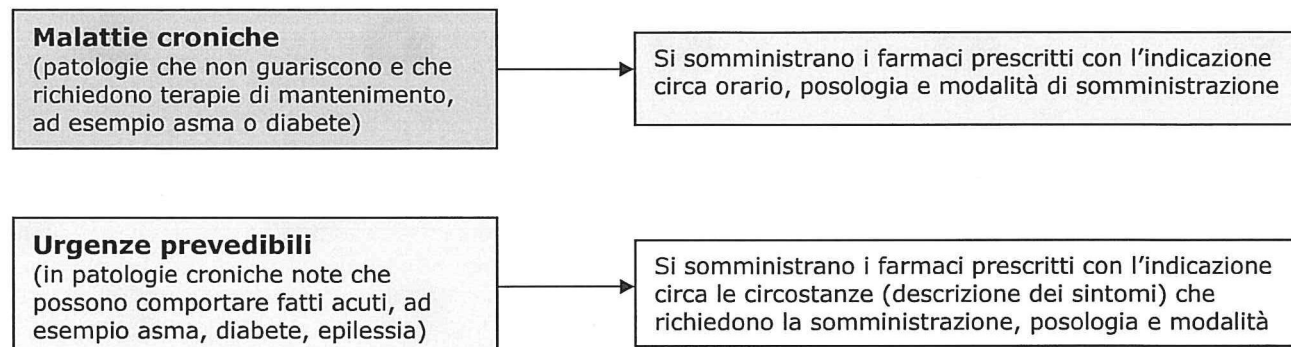 Malattie croniche
(patologie che non guariscono e che
richiedono terapie di mantenimento,
ad esempio asma o diabete)
Si somministrano i farmaci prescritti con l'indicazione
circa orario, posologia e modalità di somministrazione
Urgenze prevedibili
(in patologie croniche note che
possono comportare fatti acuti, ad
esempio asma, diabete, epilessia)
Si somministrano i farmaci prescritti con l'indicazione
circa le circostanze (descrizione dei sintomi) che
richiedono la somministrazione, posologia e modalità